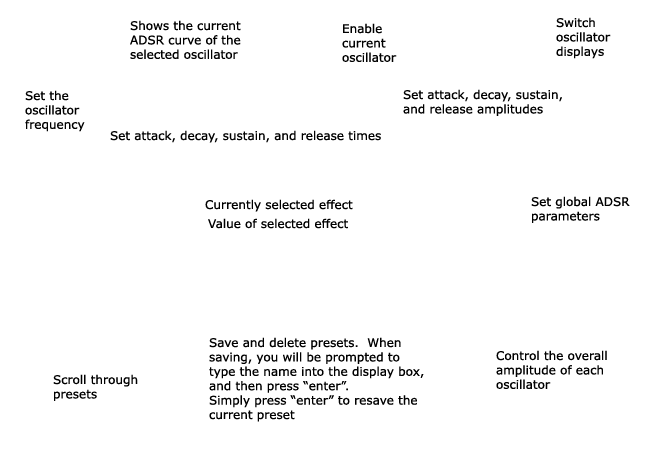 Shows the current
ADSR curve of the
selected oscillator
Enable
current
oscillator
Switch
oscillator
displays
Set the
oscillator
frequency
Set attack, decay, sustain,
and release amplitudes
Set attack, decay, sustain, and release times
Currently selected effect
Value of selected effect
Set global ADSR
parameters
Save and delete presets.  When
saving, you will be prompted to
type the name into the display box,
and then press “enter”.
Simply press “enter” to resave the
current preset
Control the overall
amplitude of each
oscillator
Scroll through
presets